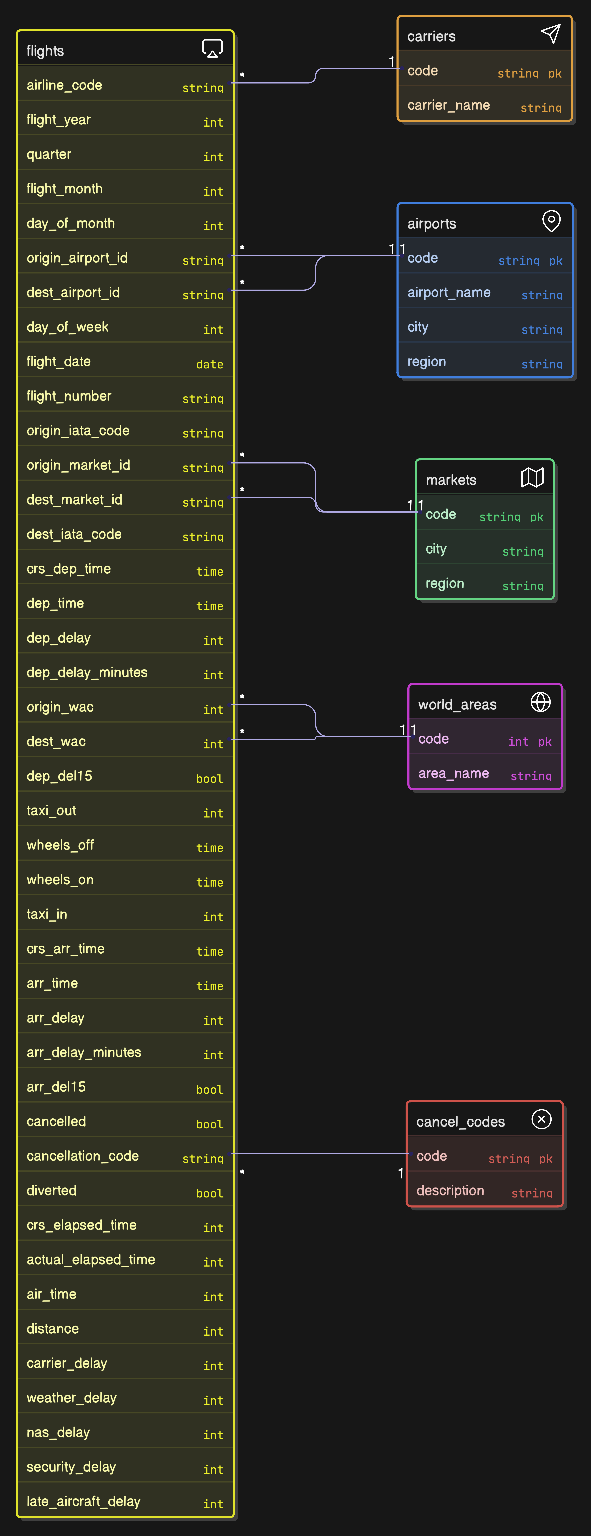 flights
airline_code string
flight_year int
quarter int
flight_month int
day_of_month int
origin_airport_id string
dest_airport_id string
day_of_week int
flight_date date
flight_number string
origin_iata_code string
origin_market_id string
dest_market_id string
dest_iata_code string
crs_dep_time time
dep_time time
dep_delay int
dep_delay_minutes int
origin_wac int
dest_wac int
dep_del15 bool
taxi_out int
wheels_off time
wheels_on time
taxi_in int
crs_arr_time time
arr_time time
arr_delay int
arr_delay_minutes int
arr_del15 bool
cancelled bool
cancellation_code string
diverted bool
crs_elapsed_time int
actual_elapsed_time int
air_time int
distance int
carrier_delay int
weather_delay int
nas_delay int
security_delay int
late_aircraft_delay int
* 1
* 1
* 1
* 1
* 1
* 1
* 1
* 1
carriers
code string pk
carrier_name string
airports
code string pk
airport_name string
city string
region string
markets
code string pk
city string
region string
world_areas
code int pk
area_name string
cancel_codes
code string pk
description string